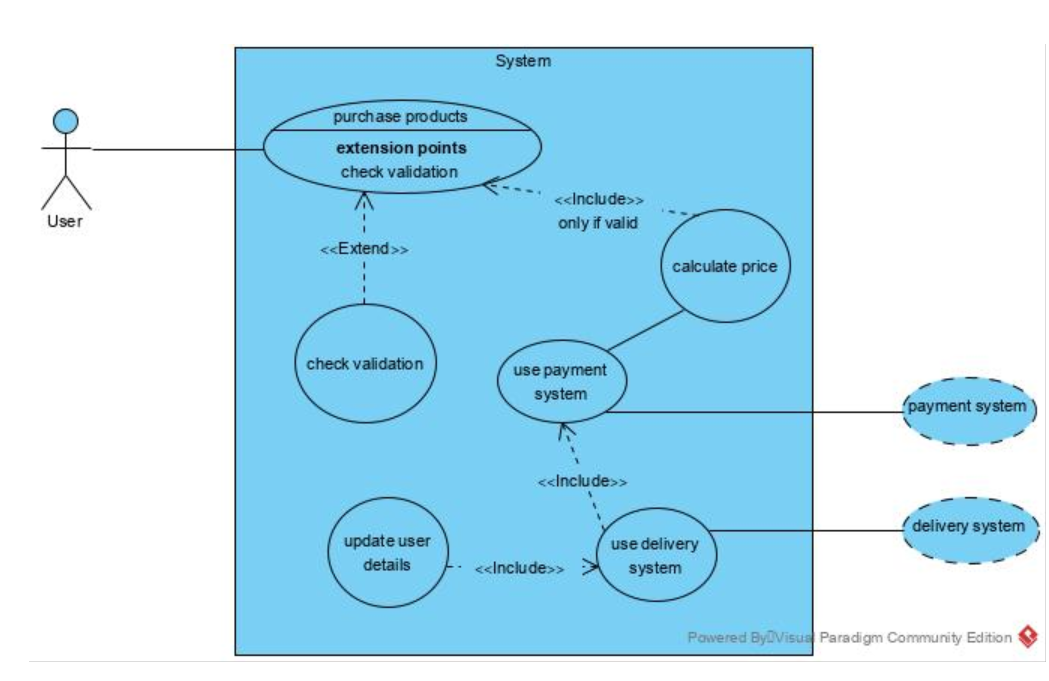 System
purchase products
extension points
check validation
User
<<Include>>
only if valid
<<Extend>>
calculate price
check validation
use payment
system
payment system
<<Include>>
update user
details
<<Include>>
use delivery
system
delivery system
Powered By▯Visual Paradigm Community Edition